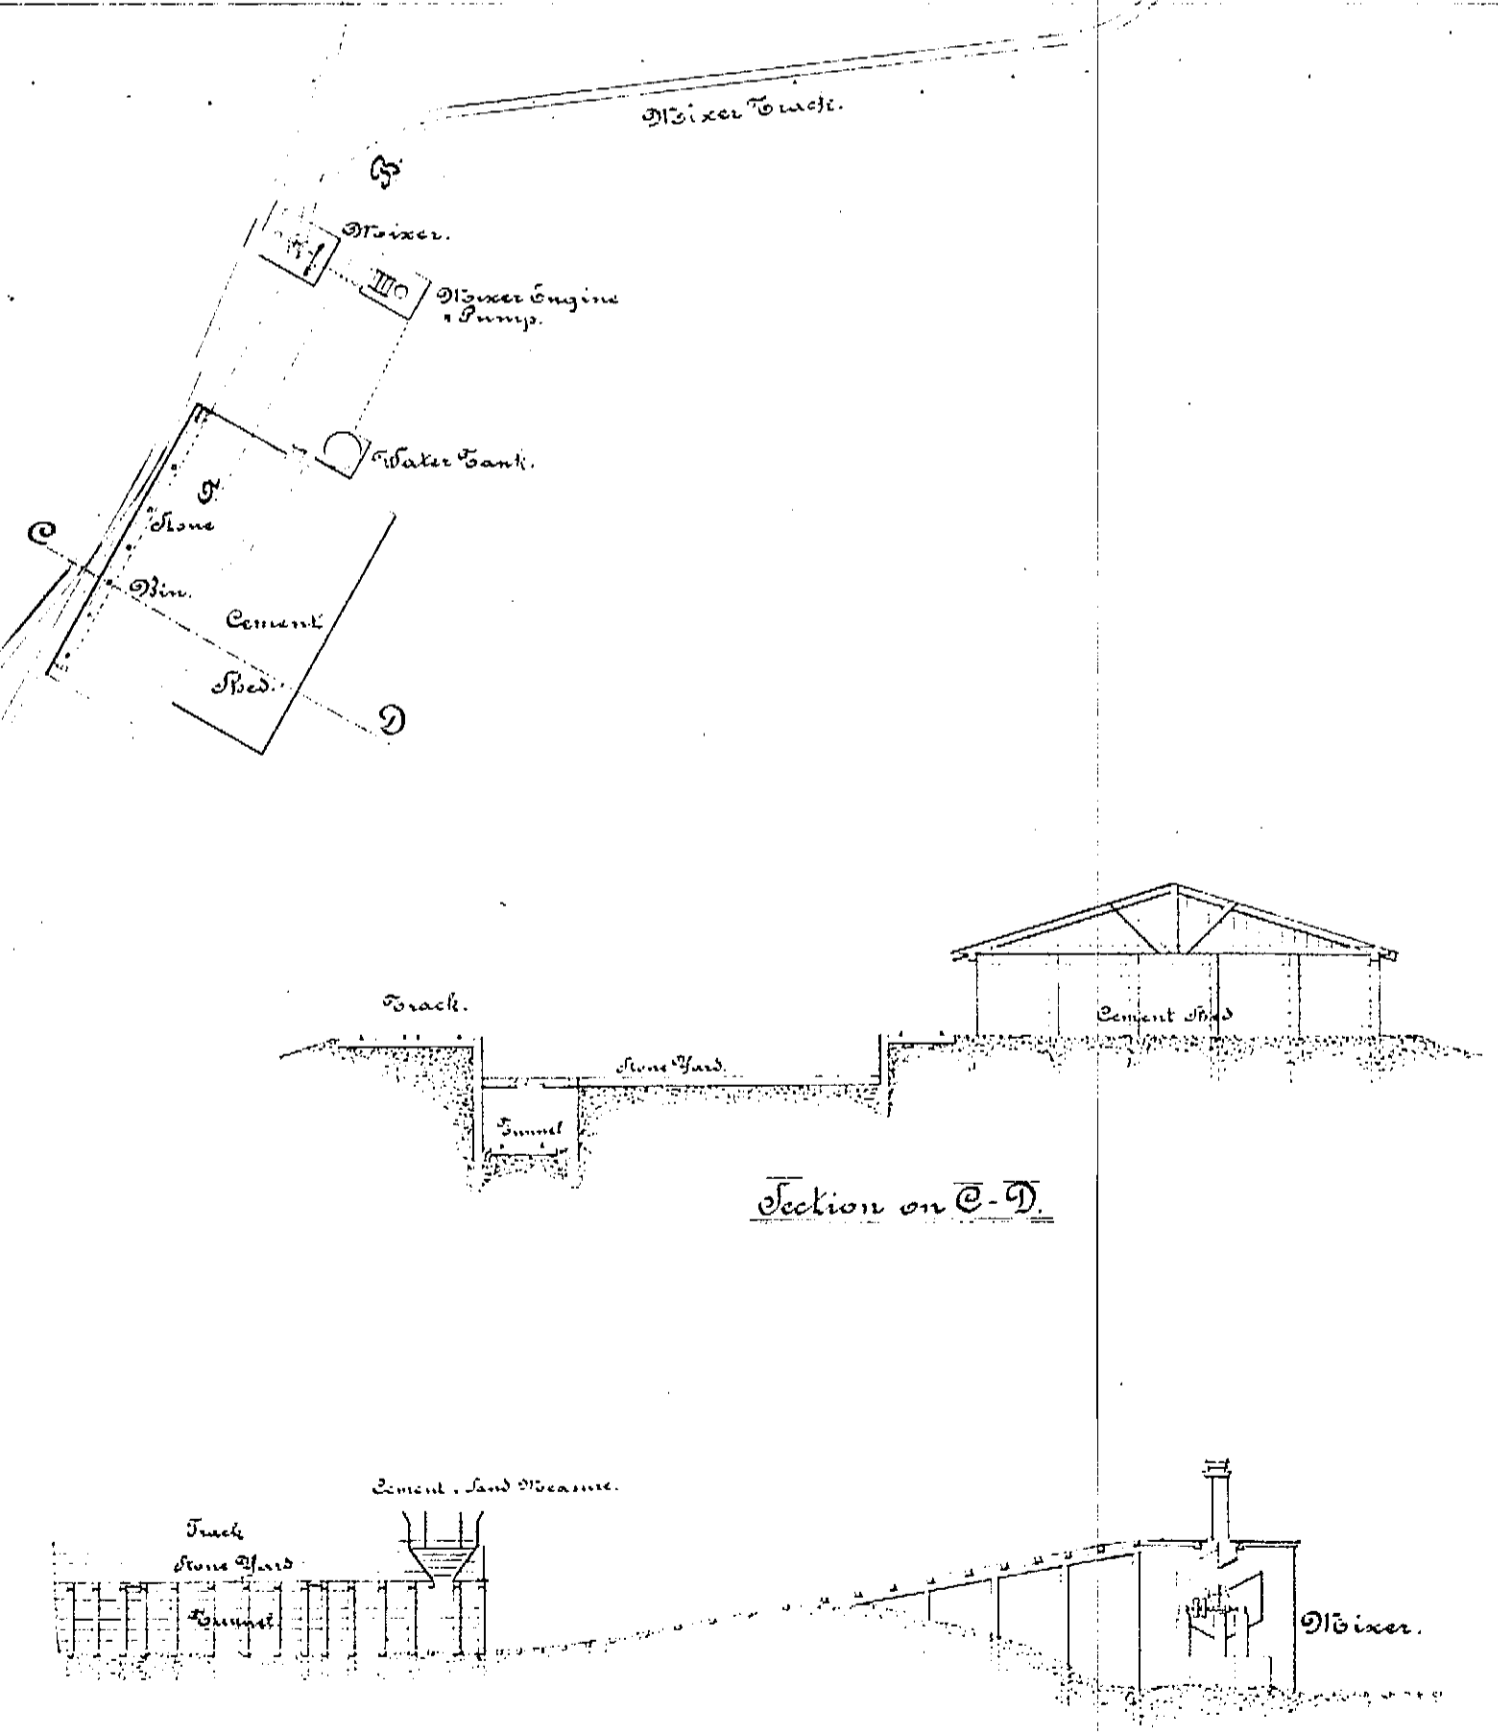 Mixer Track.
B.
Mixer.
Mixer Engine
& Pump.
Water Tank.
T
Stone
C
Bin.
Cement
Shed.
D
Track.
Cement Shed
Stone Yard.
Tunnel
Section on C-D.
Cement & Sand Measure.
Track
Stone Yard
Tunnel
Mixer.